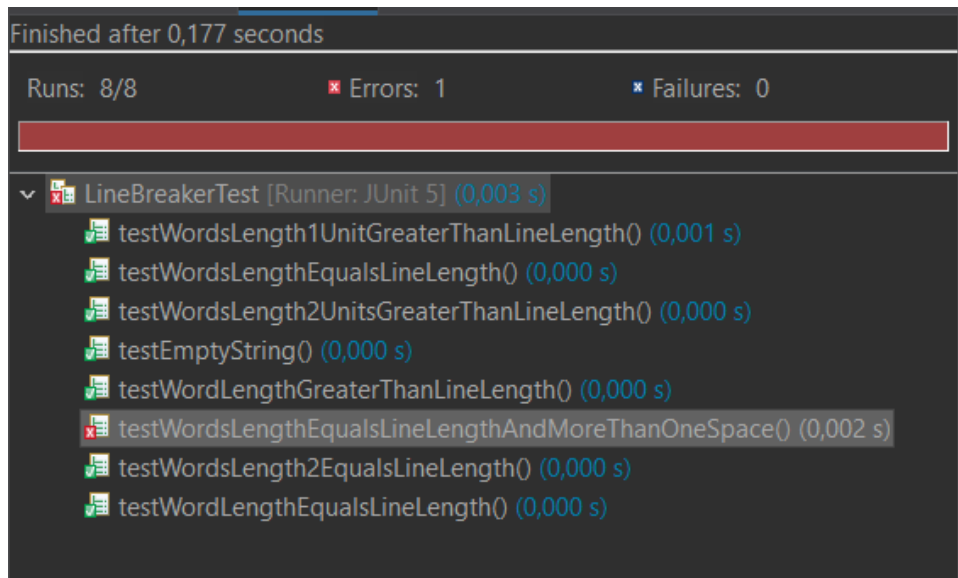 Finished after 0,177 seconds
Runs: 8/8 Errors: 1 Failures: 0
LineBreakerTest [Runner: JUnit 5] (0,003 s)
testWordsLength1UnitGreaterThanLineLength() (0,001 s)
testWordsLengthEqualsLineLength() (0,000 s)
testWordsLength2UnitsGreaterThanLineLength() (0,000 s)
testEmptyString() (0,000 s)
testWordLengthGreaterThanLineLength() (0,000 s)
testWordsLengthEqualsLineLengthAndMoreThanOneSpace() (0,002 s)
testWordsLength2EqualsLineLength() (0,000 s)
testWordLengthEqualsLineLength() (0,000 s)